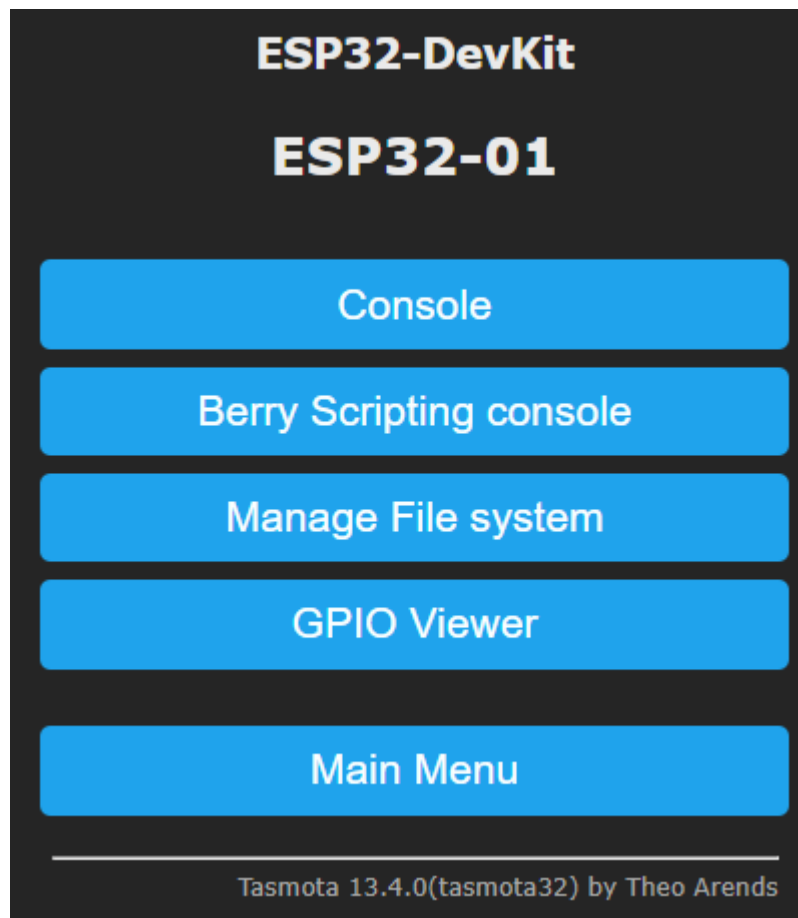 ESP32-DevKit
ESP32-01
Console
Berry Scripting console
Manage File system
GPIO Viewer
Main Menu
Tasmota 13.4.0(tasmota32) by Theo Arends